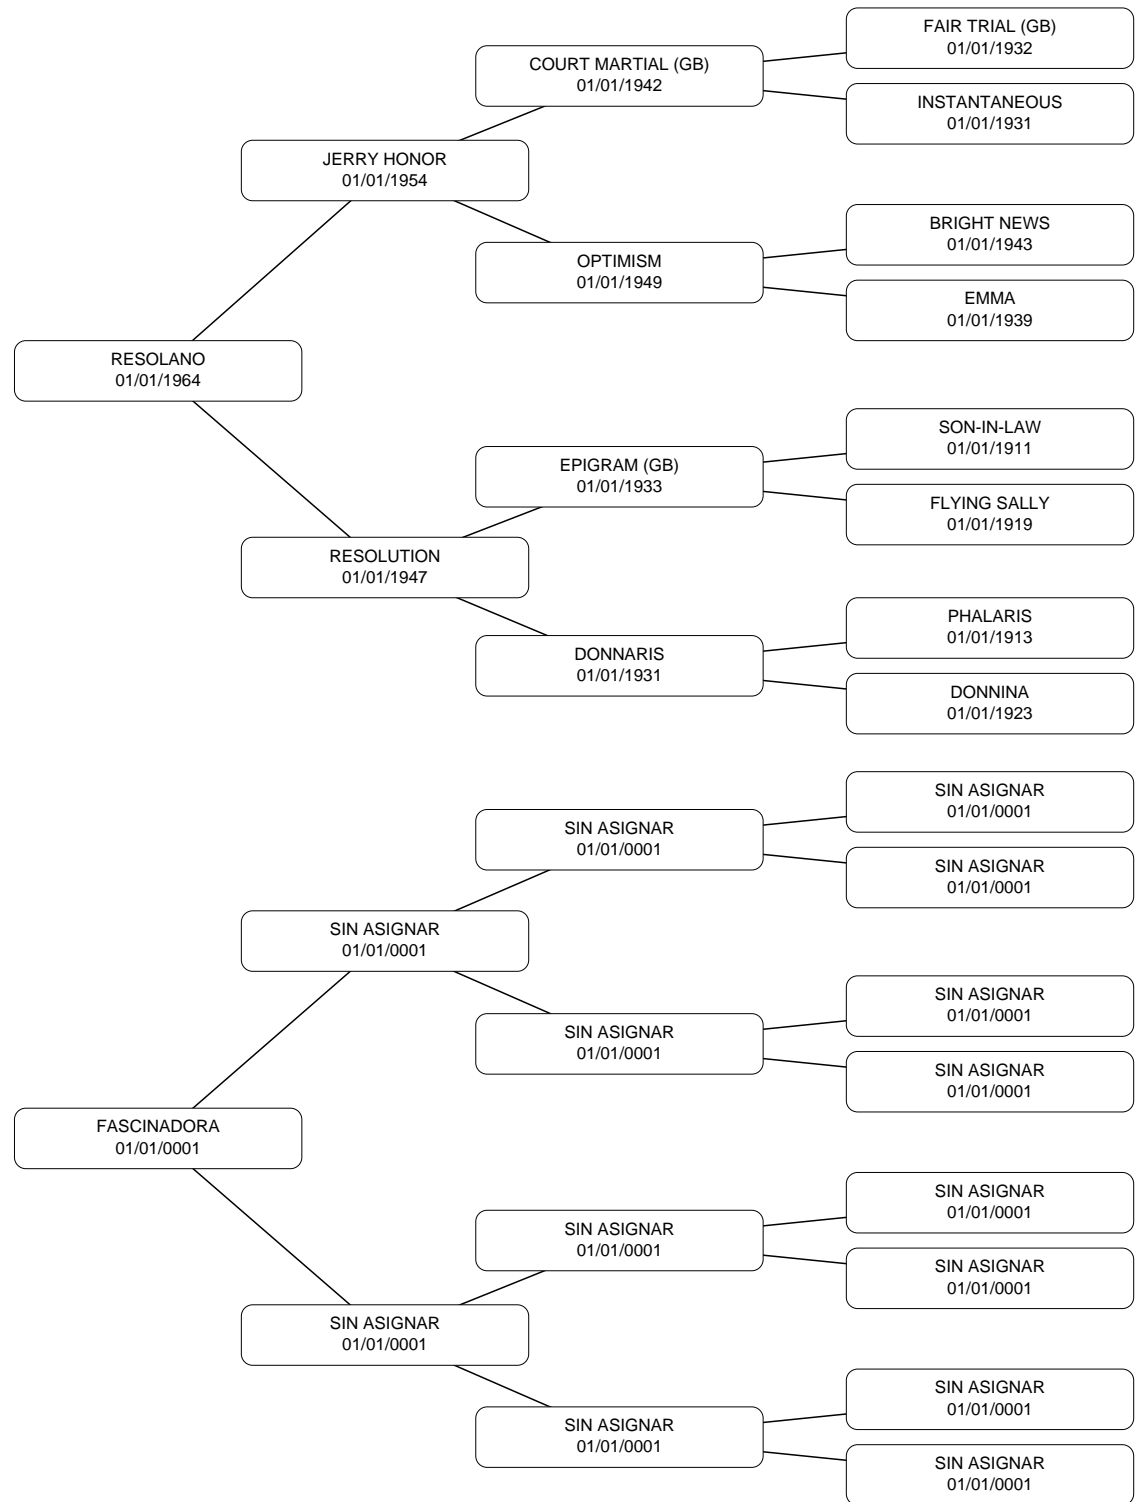 FAIR TRIAL (GB)
01/01/1932
COURT MARTIAL (GB)
01/01/1942
INSTANTANEOUS
01/01/1931
JERRY HONOR
01/01/1954
BRIGHT NEWS
01/01/1943
OPTIMISM
01/01/1949
EMMA
01/01/1939
RESOLANO
01/01/1964
SON-IN-LAW
01/01/1911
EPIGRAM (GB)
01/01/1933
FLYING SALLY
01/01/1919
RESOLUTION
01/01/1947
PHALARIS
01/01/1913
DONNARIS
01/01/1931
DONNINA
01/01/1923
SIN ASIGNAR
01/01/0001
SIN ASIGNAR
01/01/0001
SIN ASIGNAR
01/01/0001
SIN ASIGNAR
01/01/0001
SIN ASIGNAR
01/01/0001
SIN ASIGNAR
01/01/0001
SIN ASIGNAR
01/01/0001
FASCINADORA
01/01/0001
SIN ASIGNAR
01/01/0001
SIN ASIGNAR
01/01/0001
SIN ASIGNAR
01/01/0001
SIN ASIGNAR
01/01/0001
SIN ASIGNAR
01/01/0001
SIN ASIGNAR
01/01/0001
SIN ASIGNAR
01/01/0001